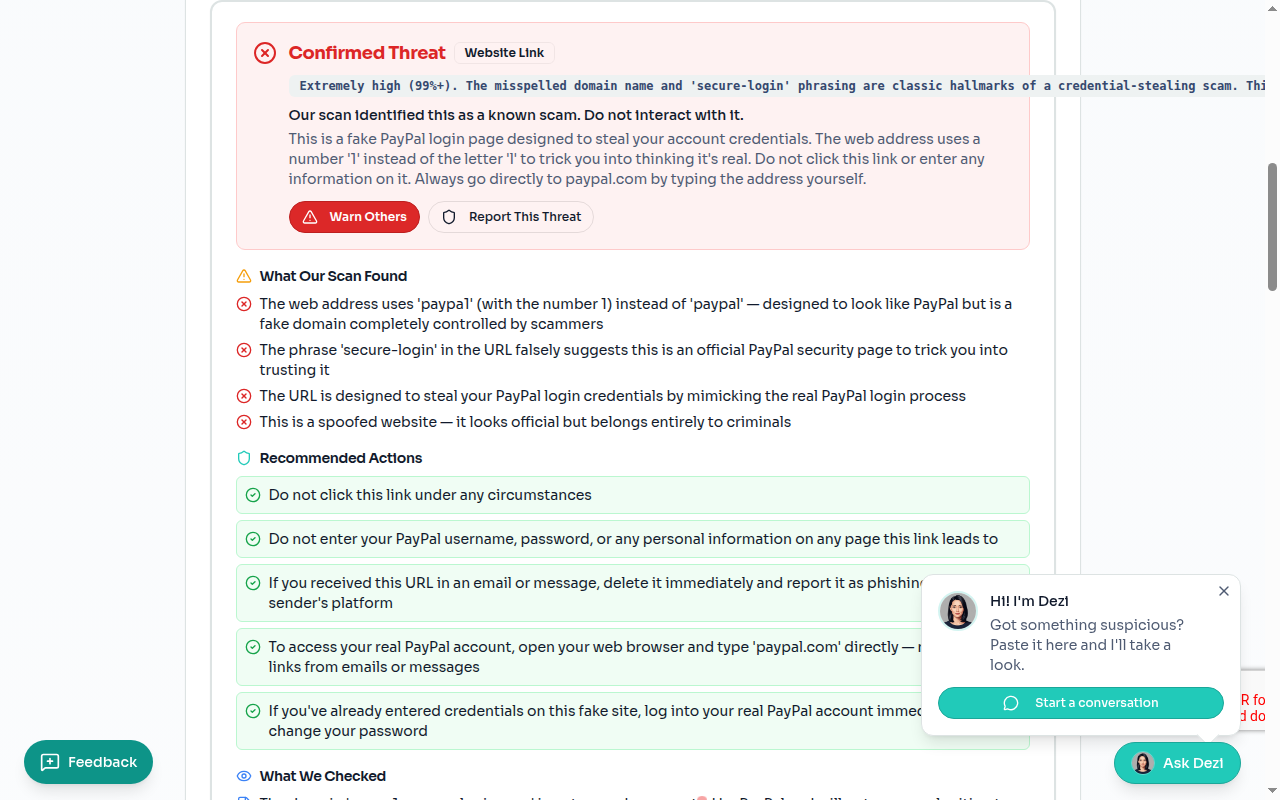 Confirmed Threat Website Link
Extremely high (99%+). The misspelled domain name and 'secure-login' phrasing are classic hallmarks of a credential-stealing scam. Thi
Our scan identified this as a known scam. Do not interact with it.
This is a fake PayPal login page designed to steal your account credentials. The web address uses a
number '1' instead of the letter 'l' to trick you into thinking it's real. Do not click this link or enter any
information on it. Always go directly to paypal.com by typing the address yourself.
Warn Others Report This Threat
What Our Scan Found
The web address uses 'paypa1' (with the number 1) instead of 'paypal' — designed to look like PayPal but is a
fake domain completely controlled by scammers
The phrase 'secure-login' in the URL falsely suggests this is an official PayPal security page to trick you into
trusting it
The URL is designed to steal your PayPal login credentials by mimicking the real PayPal login process
This is a spoofed website — it looks official but belongs entirely to criminals
Recommended Actions
Do not click this link under any circumstances
Do not enter your PayPal username, password, or any personal information on any page this link leads to
If you received this URL in an email or message, delete it immediately and report it as phishing
sender's platform
To access your real PayPal account, open your web browser and type 'paypal.com' directly —
links from emails or messages
If you've already entered credentials on this fake site, log into your real PayPal account immed
change your password
What We Checked
Hi! I'm Dezi
Got something suspicious?
Paste it here and I'll take a
look.
Start a conversation
R fo
d do
Feedback
Ask Dezi